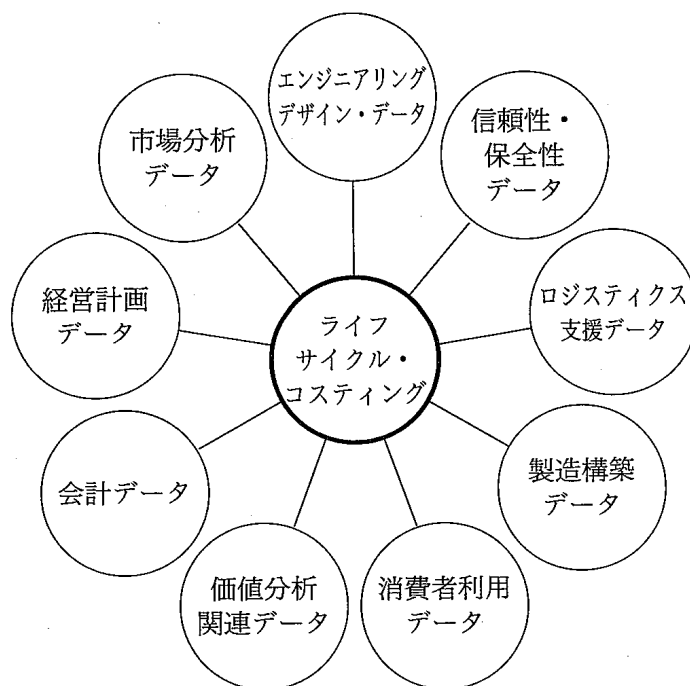 エンジニアリング
デザイン・データ
信頼性・
保全性
データ
ロジスティクス
支援データ
製造構築
データ
消費者利用
データ
価値分析
関連データ
会計データ
経営計画
データ
市場分析
データ
ライフ
サイクル・
コスティング